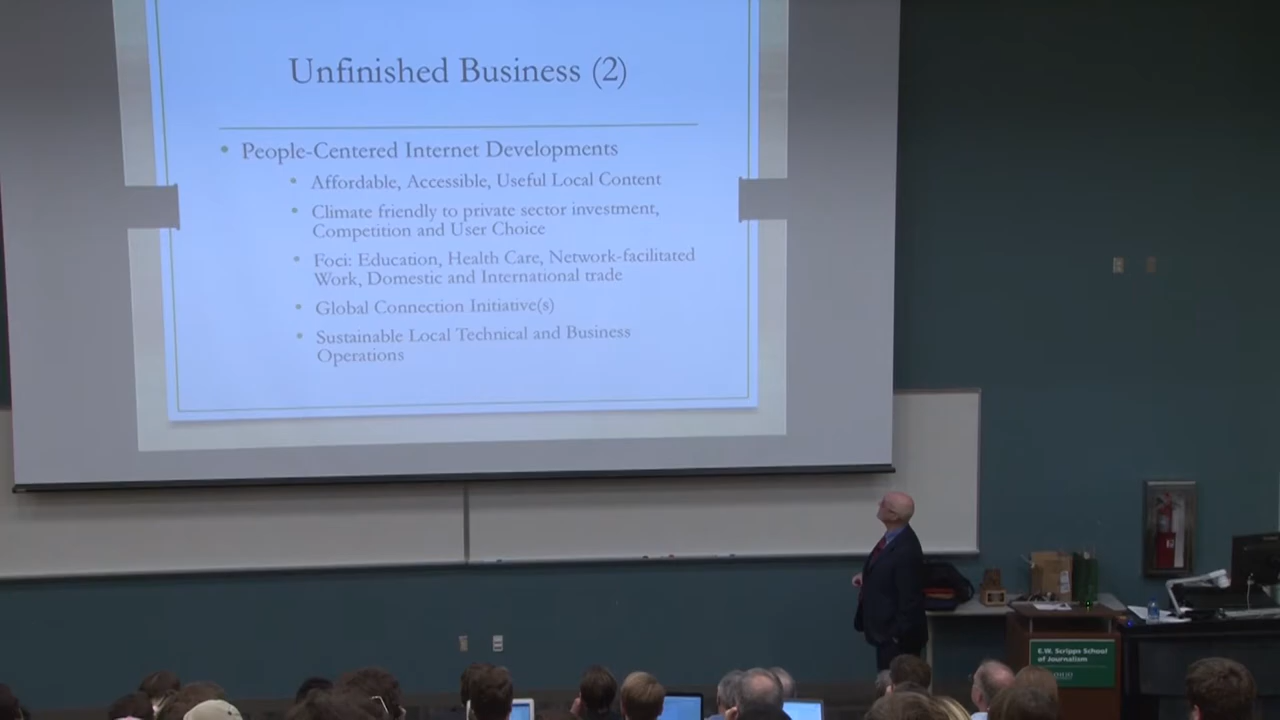 Unfinished Business (2)
People-Centered Internet Developments
Affordable, Accessible, Useful Local Content
Climate friendly to private sector investment,
Competition and User Choice
Foci: Education, Health Care, Network-facilitated
Work, Domestic and International trade
Global Connection Initiative(s)
Sustainable Local Technical and Business
Operations
E.W. Scripps School
of Journalism